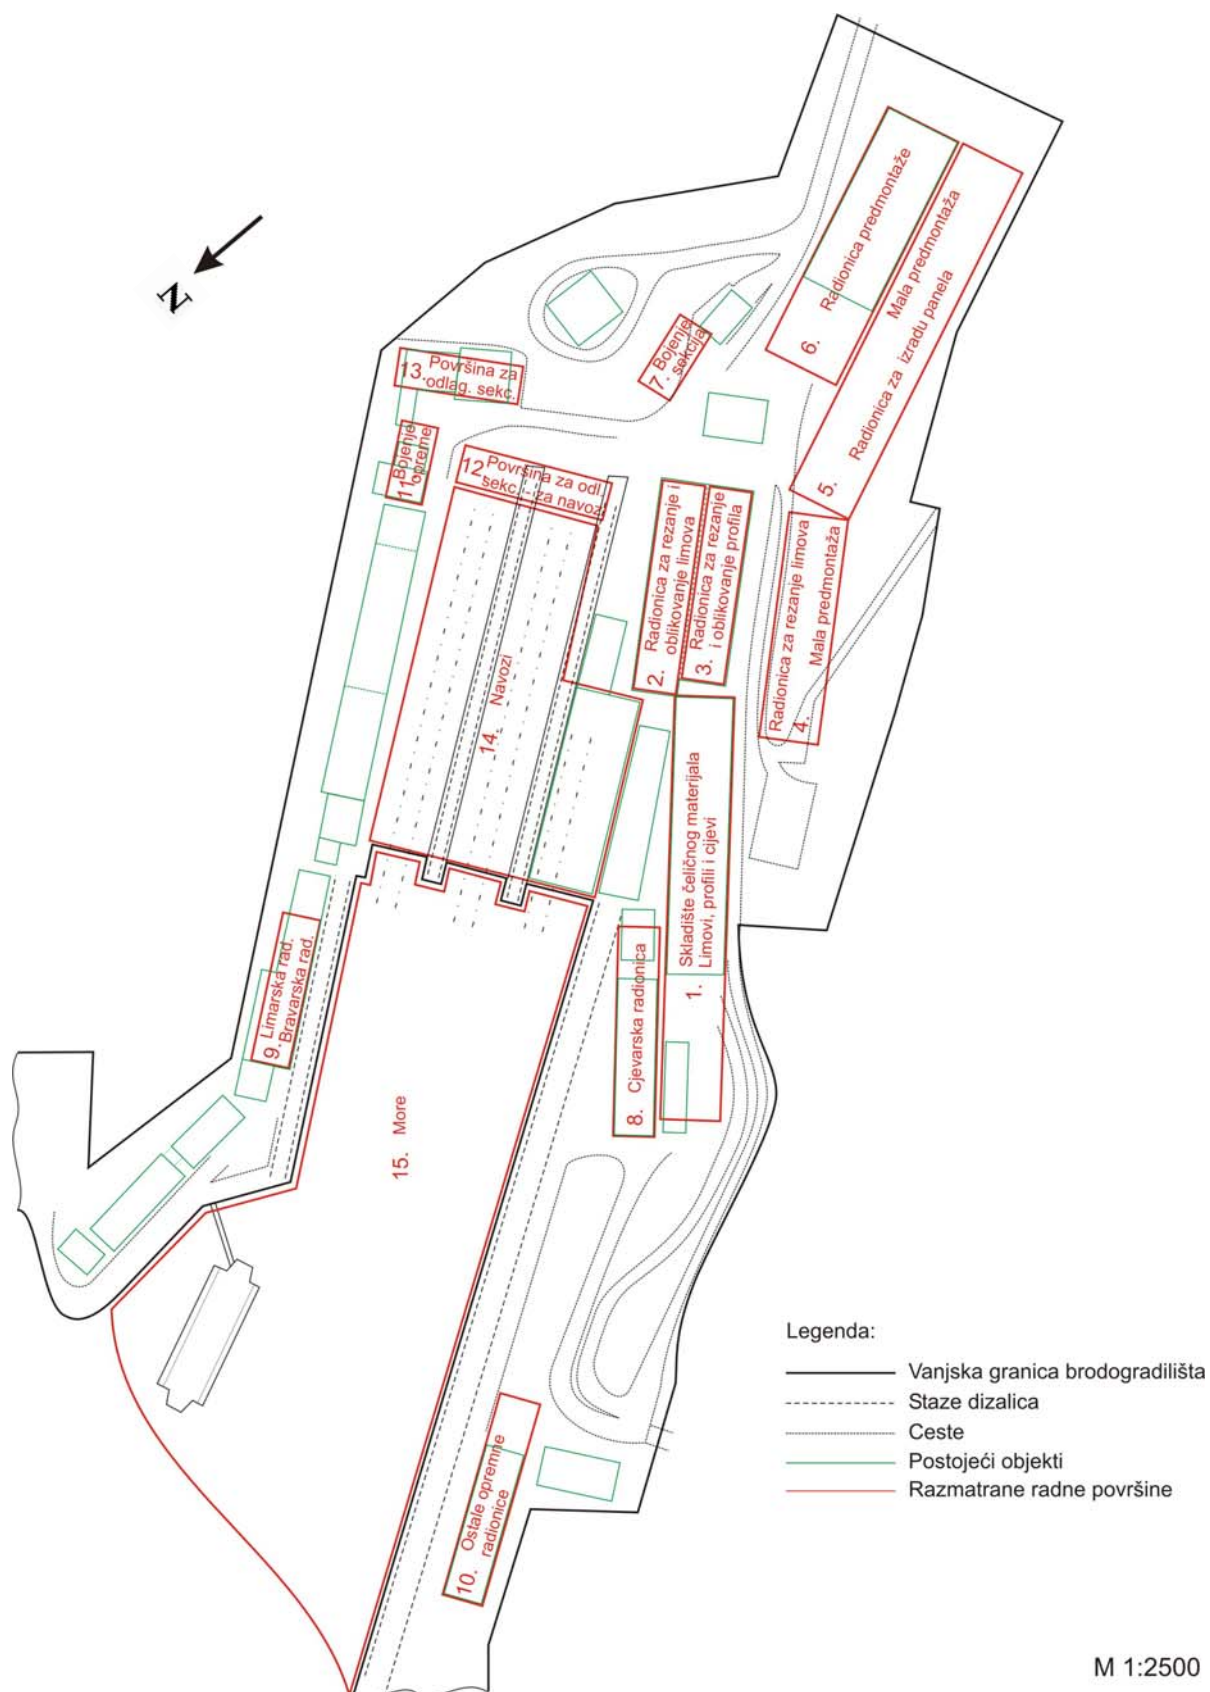 N
6. Radionica predmontaže
Mala predmontaža
5. Radionica za izradu panela
7. Bojenje
sekcija
13. Površina za
odlag. sekc.
11. Bojenje
opreme
12. Površina za odl.
sekc. - za navoz
2. Radionica za rezanje i
oblikovanje limova
3. Radionica za rezanje
i oblikovanje profila
Radionica za rezanje limova
4. Mala predmontaža
14. Navozi
Skladište čeličnog materijala
1. Limovi, profili i cijevi
9. Limarska rad.
Bravarska rad.
8. Cjevarska radionica
15. More
10. Ostale opremne
radionice
Legenda:
Vanjska granica brodogradilišta
Staze dizalica
Ceste
Postojeći objekti
Razmatrane radne površine
M 1:2500